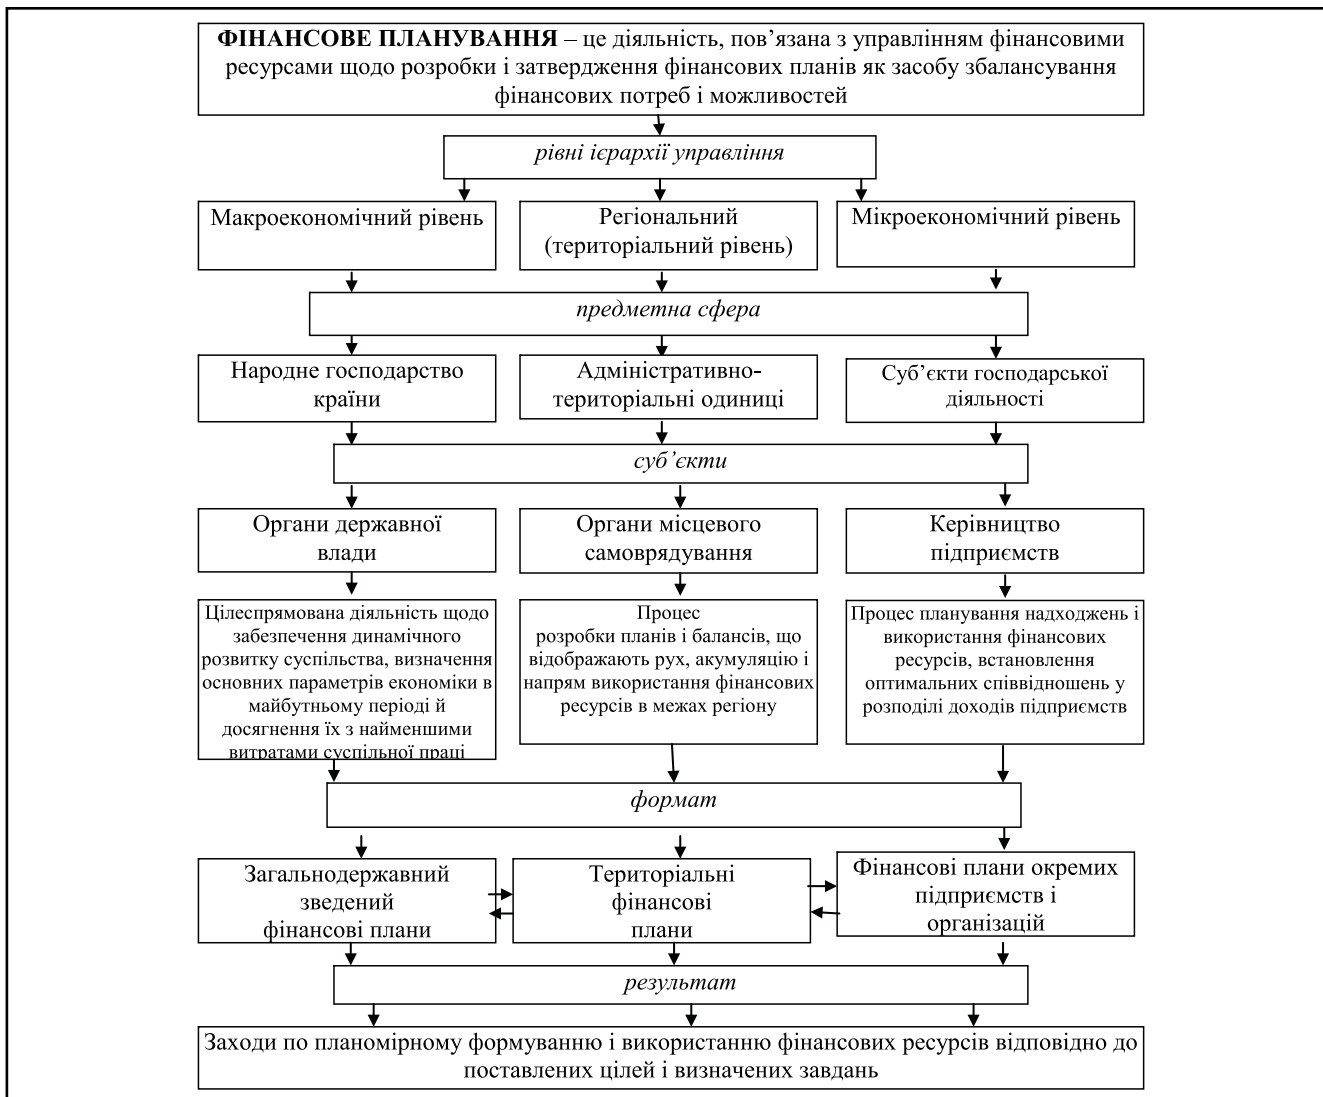 ФІНАНСОВЕ ПЛАНУВАННЯ – це діяльність, пов’язана з управлінням фінансовими
ресурсами щодо розробки і затвердження фінансових планів як засобу збалансування
фінансових потреб і можливостей
рівні ієрархії управління
Макроекономічний рівень
Регіональний
(територіальний рівень)
Мікроекономічний рівень
предметна сфера
Народне господарство
країни
Адміністративно-
територіальні одиниці
Суб’єкти господарської
діяльності
суб’єкти
Органи державної
влади
Органи місцевого
самоврядування
Керівництво
підприємств
Цілеспрямована діяльність щодо
забезпечення динамічного
розвитку суспільства, визначення
основних параметрів економіки в
майбутньому періоді й
досягнення їх з найменшими
витратами суспільної праці
Процес
розробки планів і балансів, що
відображають рух, акумуляцію і
напрям використання фінансових
ресурсів в межах регіону
Процес планування надходжень і
використання фінансових
ресурсів, встановлення
оптимальних співвідношень у
розподілі доходів підприємств
формат
Загальнодержавний
зведений
фінансові плани
Територіальні
фінансові
плани
Фінансові плани окремих
підприємств і
організацій
результат
Заходи по планомірному формуванню і використанню фінансових ресурсів відповідно до
поставлених цілей і визначених завдань